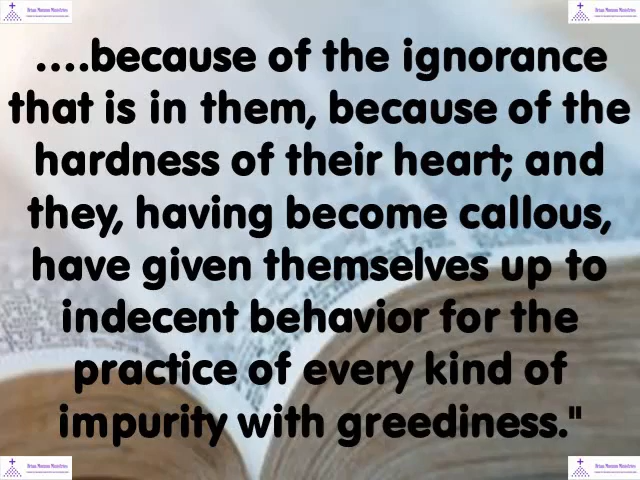 ....because of the ignorance
that is in them, because of the
hardness of their heart; and
they, having become callous,
have given themselves up to
indecent behavior for the
practice of every kind of
impurity with greediness."